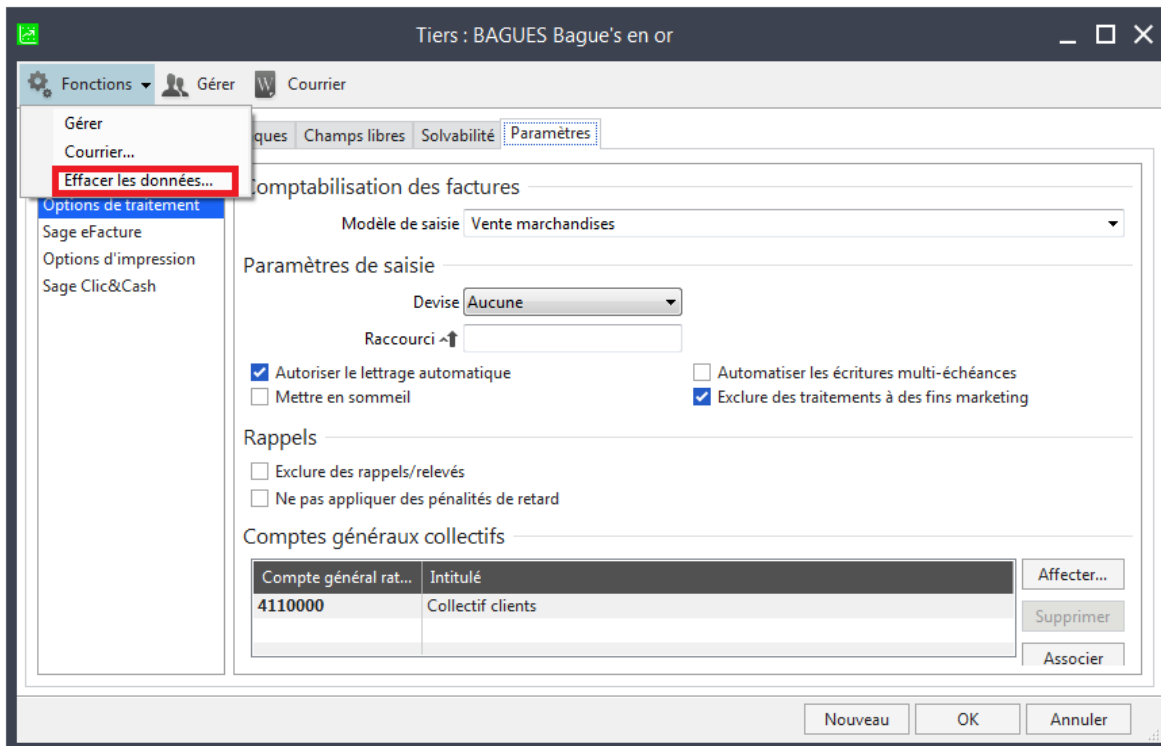 Tiers : BAGUES Bague's en or
Fonctions Gérer Courrier
Gérer
Courrier...
Effacer les données...
ques Champs libres Solvabilité Paramètres
Options de traitement
Sage eFacture
Options d'impression
Sage Clic&Cash
Comptabilisation des factures
Modèle de saisie Vente marchandises
Paramètres de saisie
Devise Aucune
Raccourci
Autoriser le lettrage automatique Automatiser les écritures multi-échéances
Mettre en sommeil Exclure des traitements à des fins marketing
Rappels
Exclure des rappels/relevés
Ne pas appliquer des pénalités de retard
Comptes généraux collectifs
Compte général rat... Intitulé Affecter...
4110000 Collectif clients
Supprimer
Associer
Nouveau OK Annuler